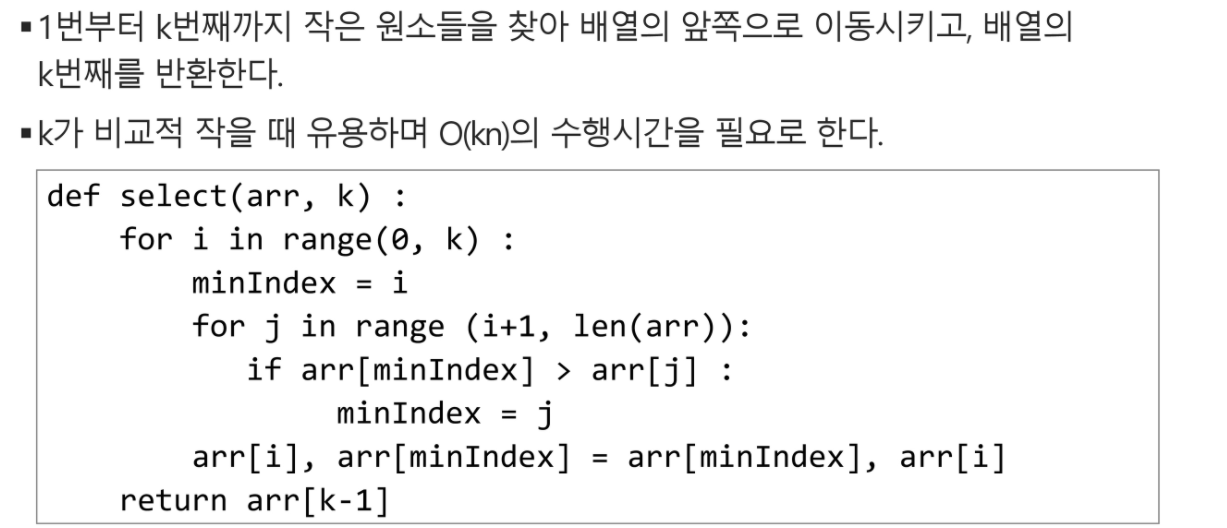 ▪1번부터 k번째까지 작은 원소들을 찾아 배열의 앞쪽으로 이동시키고, 배열의
k번째를 반환한다.
▪k가 비교적 작을 때 유용하며 O(kn)의 수행시간을 필요로 한다.
def select(arr, k) :
    for i in range(0, k) :
        minIndex = i
        for j in range (i+1, len(arr)):
           if arr[minIndex] > arr[j] :
                minIndex = j
        arr[i], arr[minIndex] = arr[minIndex], arr[i]
    return arr[k-1]